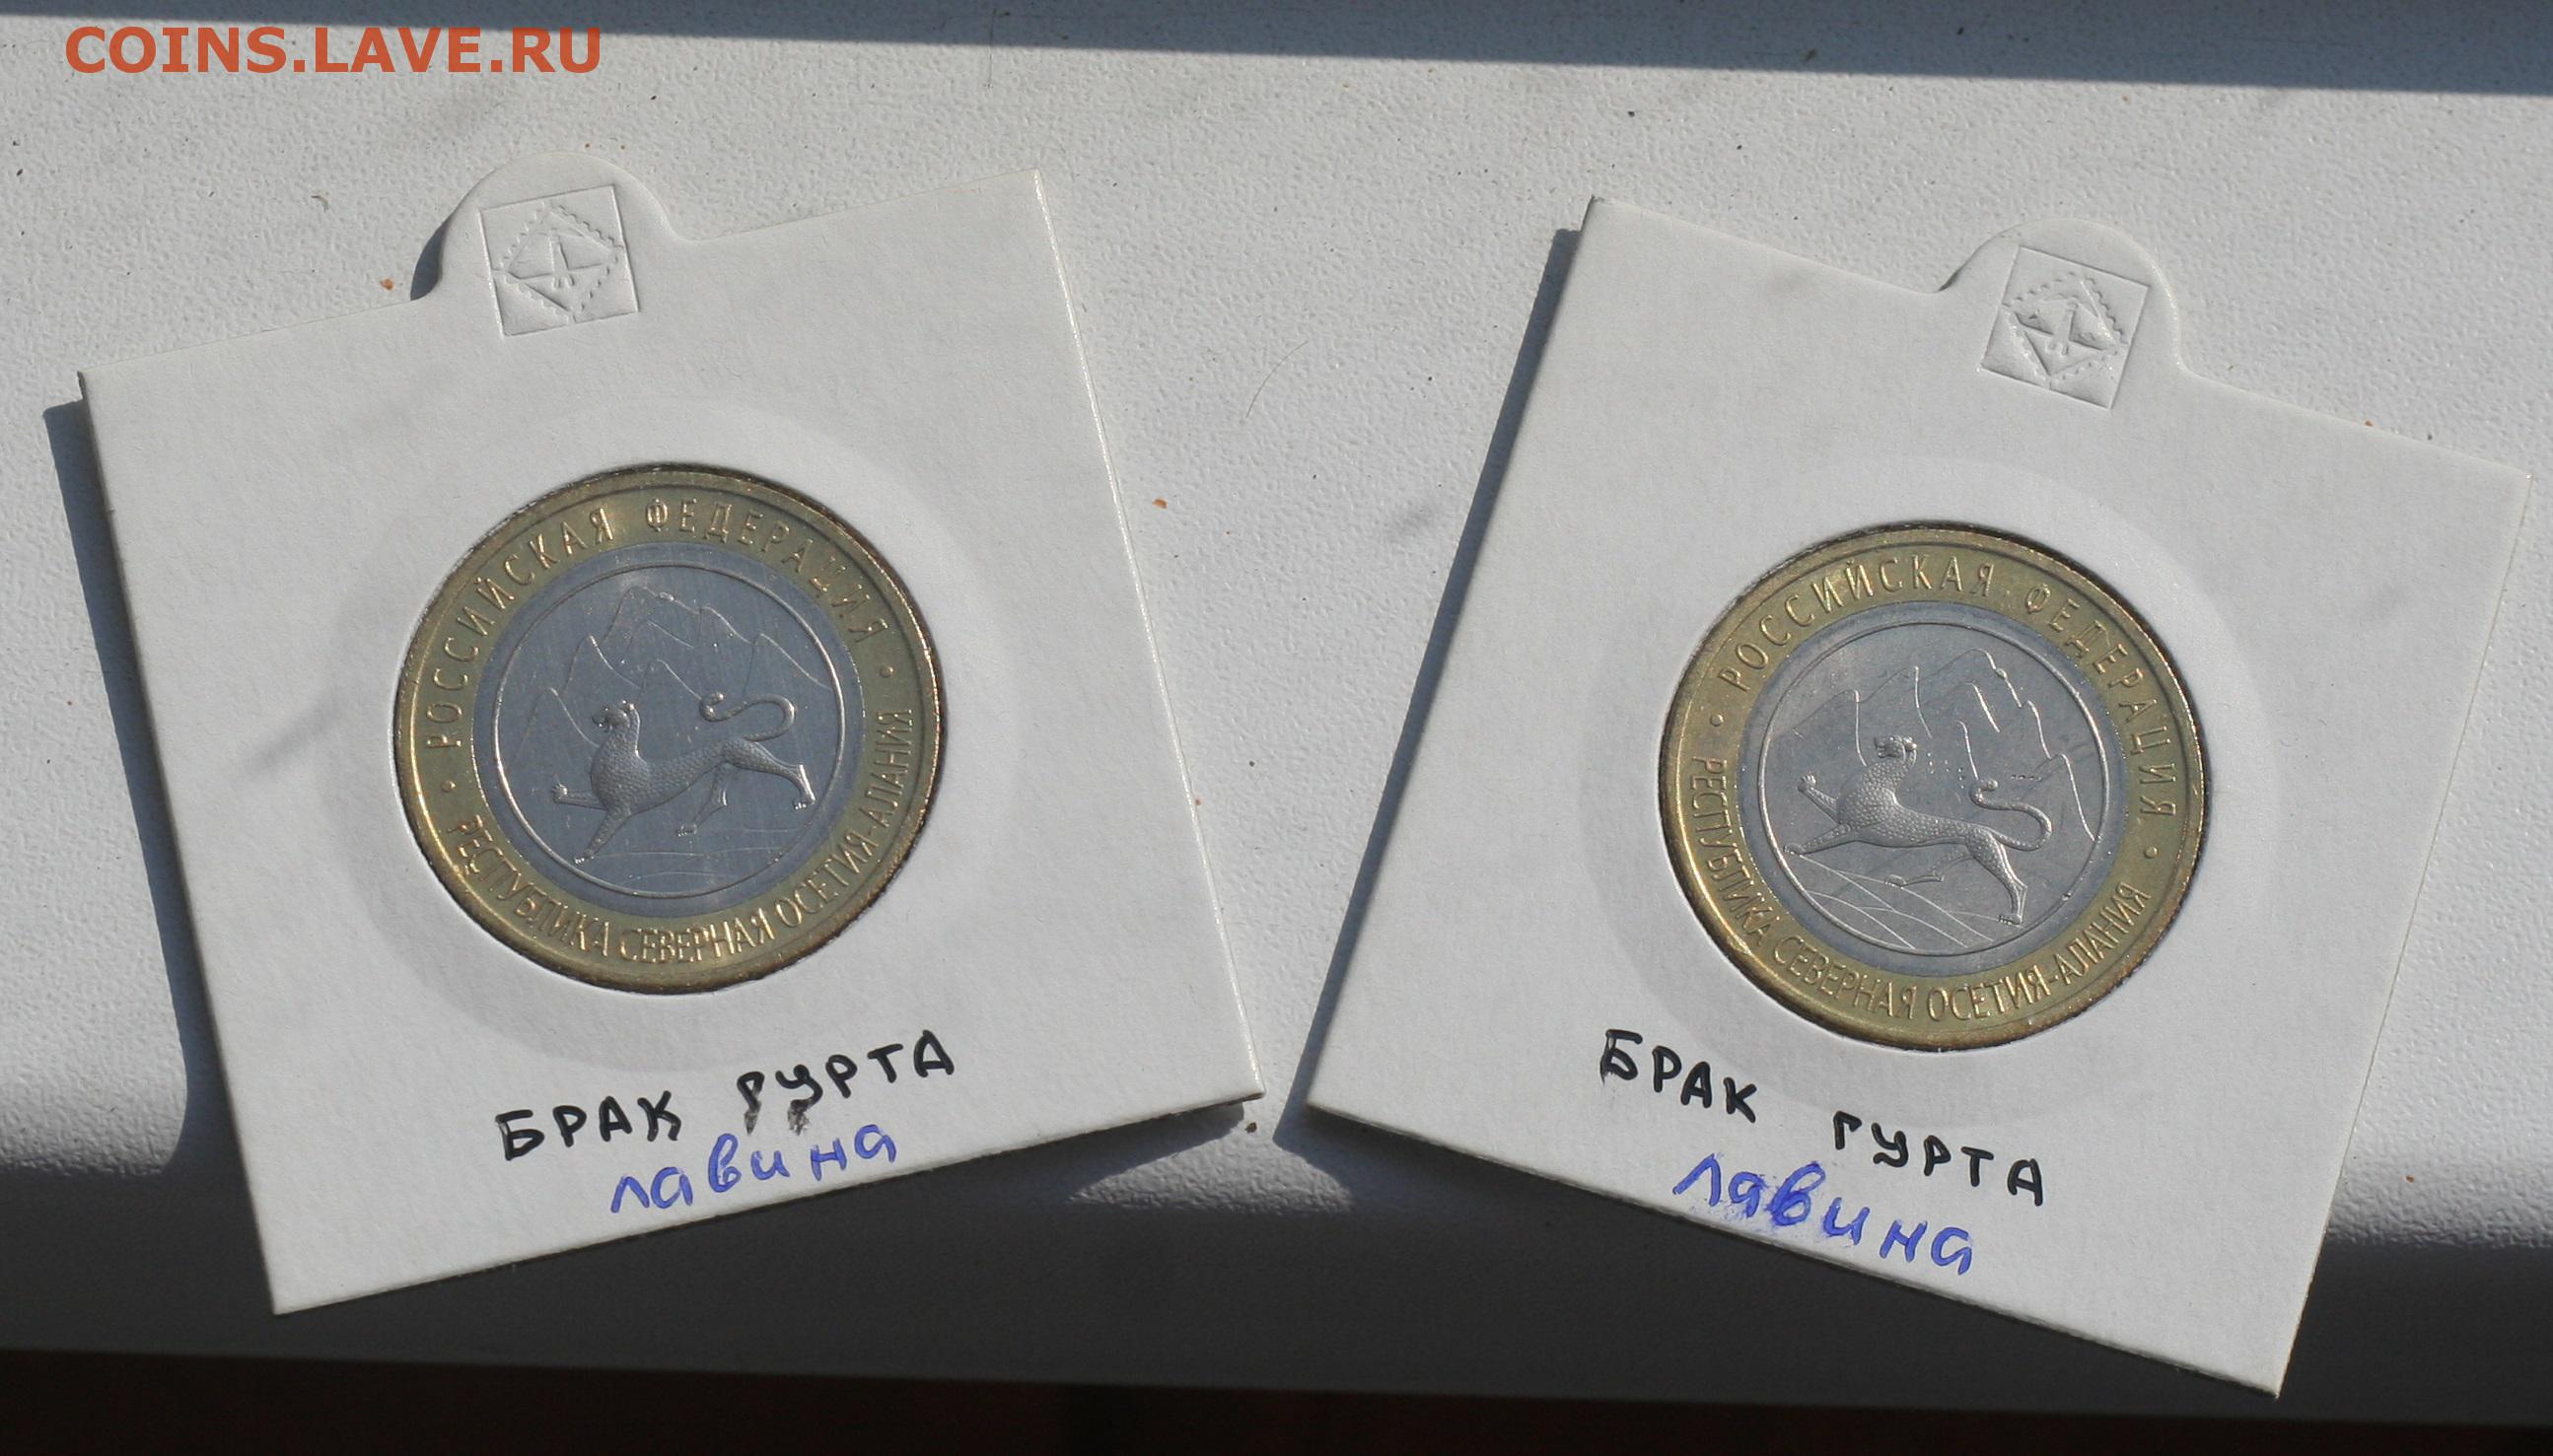 COINS.LAVE.RU
РОССИЙСКАЯ ФЕДЕРАЦИЯ
РЕСПУБЛИКА СЕВЕРНАЯ ОСЕТИЯ-АЛАНИЯ
БРАК ГУРТА
лавина
РОССИЙСКАЯ ФЕДЕРАЦИЯ
РЕСПУБЛИКА СЕВЕРНАЯ ОСЕТИЯ-АЛАНИЯ
БРАК ГУРТА
лавина